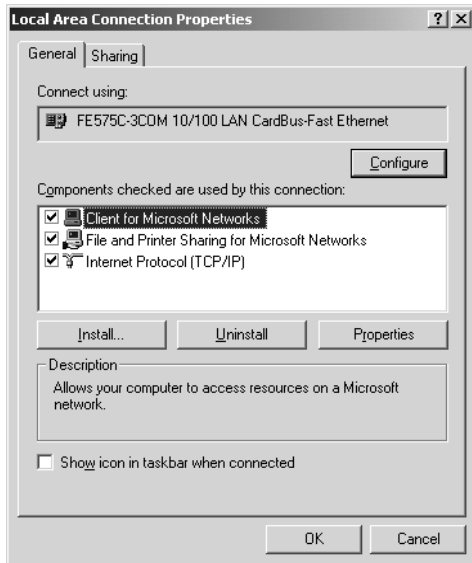 Local Area Connection Properties
General Sharing
Connect using:
FE575C-3COM 10/100 LAN CardBus-Fast Ethernet
Configure
Components checked are used by this connection:
Client for Microsoft Networks
File and Printer Sharing for Microsoft Networks
Internet Protocol (TCP/IP)
Install... Uninstall Properties
Description
Allows your computer to access resources on a Microsoft
network.
Show icon in taskbar when connected
OK Cancel